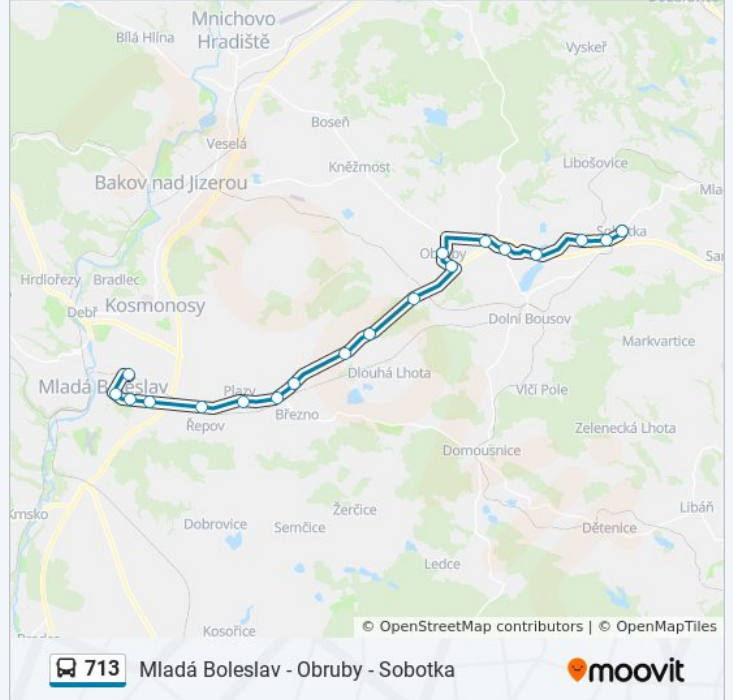 Mnichovo
Hradiště
Bílá Hlína
Vyskeř
Boseň
Veselá
Kněžmost
Libošovice
Bakov nad Jizerou
Sobotka
Obruby
Hrdlořezy
Bradlec
Kosmonosy
Debř
Dolní Bousov
Markvartice
Mladá Boleslav
Plazy
Dlouhá Lhota
Vlčí Pole
Řepov
Březno
Zelenecká Lhota
Domousnice
Žerčice
Libáň
Dobrovice
Semčice
Dětenice
Ledce
Kosořice
© OpenStreetMap contributors | © OpenMapTiles
713 Mladá Boleslav - Obruby - Sobotka
moovit